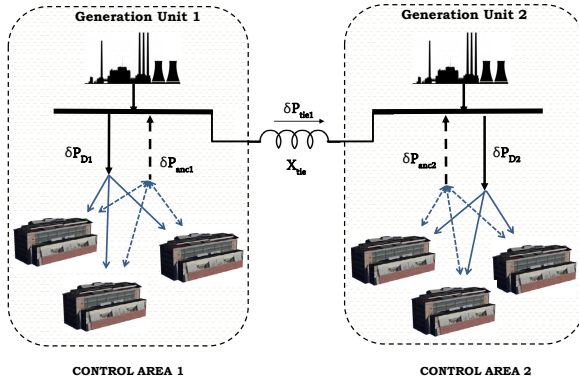 Generation Unit 1
Generation Unit 2
δP_tie1
δP_D1
δP_anc1
X_tie
δP_anc2
δP_D2
CONTROL AREA 1
CONTROL AREA 2